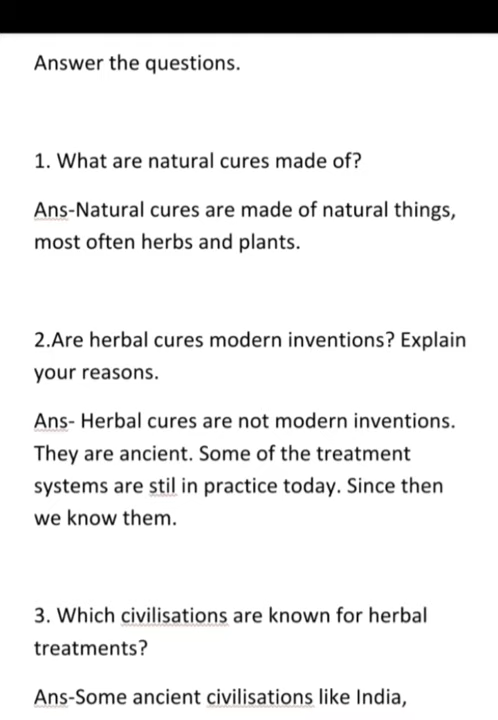 Answer the questions.
1. What are natural cures made of?
Ans-Natural cures are made of natural things,
most often herbs and plants.
2.Are herbal cures modern inventions? Explain
your reasons.
Ans- Herbal cures are not modern inventions.
They are ancient. Some of the treatment
systems are stil in practice today. Since then
we know them.
3. Which civilisations are known for herbal
treatments?
Ans-Some ancient civilisations like India,